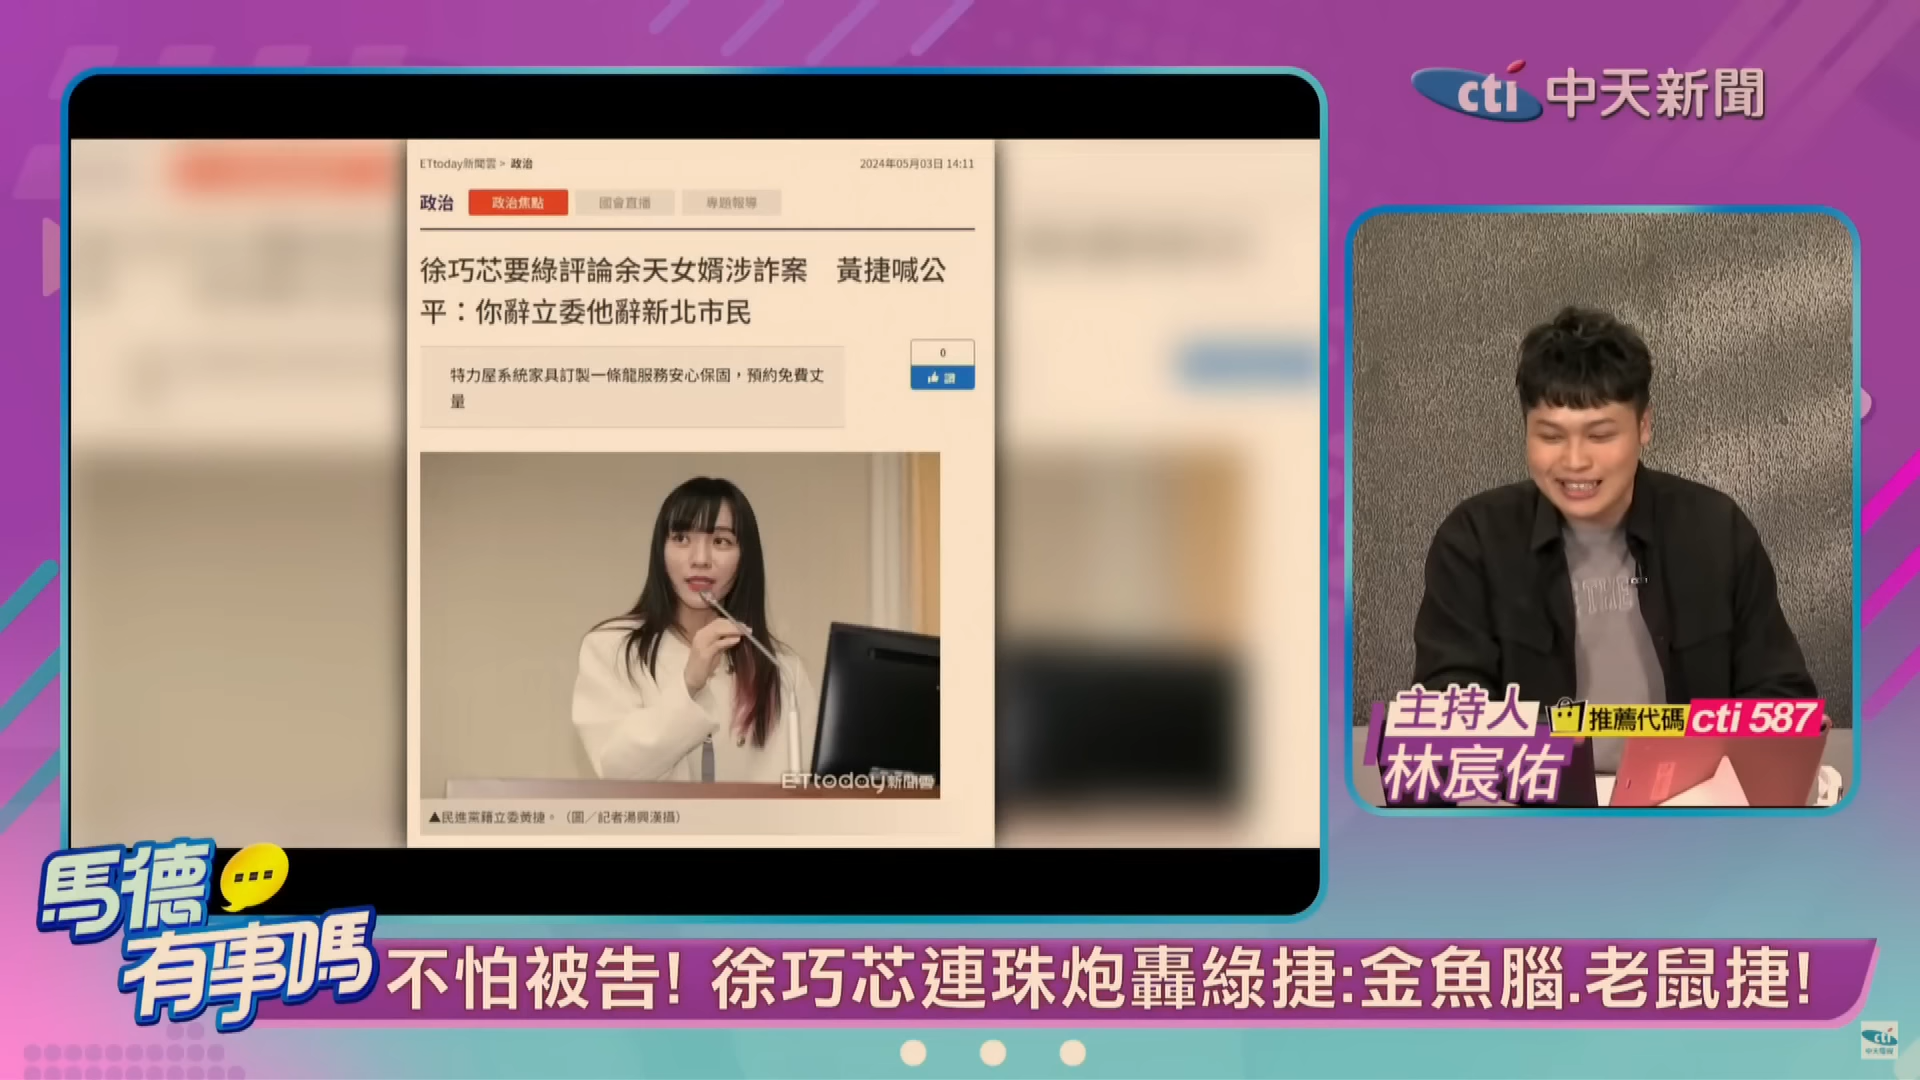 cti 中天新聞
ETtoday新聞雲 > 政治
2024年05月03日 14:11
政治
政治焦點
國會直播
專題報導
徐巧芯要綠評論余天女婿涉詐案　黃捷喊公
平：你辭立委他辭新北市民
0
讚
特力屋系統家具訂製一條龍服務安心保固，預約免費丈
量
ETtoday新聞雲
▲民進黨籍立委黃捷。（圖／記者湯興漢攝）
THE
主持人
林宸佑
推薦代碼 cti 587
馬德
有事嗎
不怕被告! 徐巧芯連珠炮轟綠捷:金魚腦.老鼠捷!
cti
中天電視